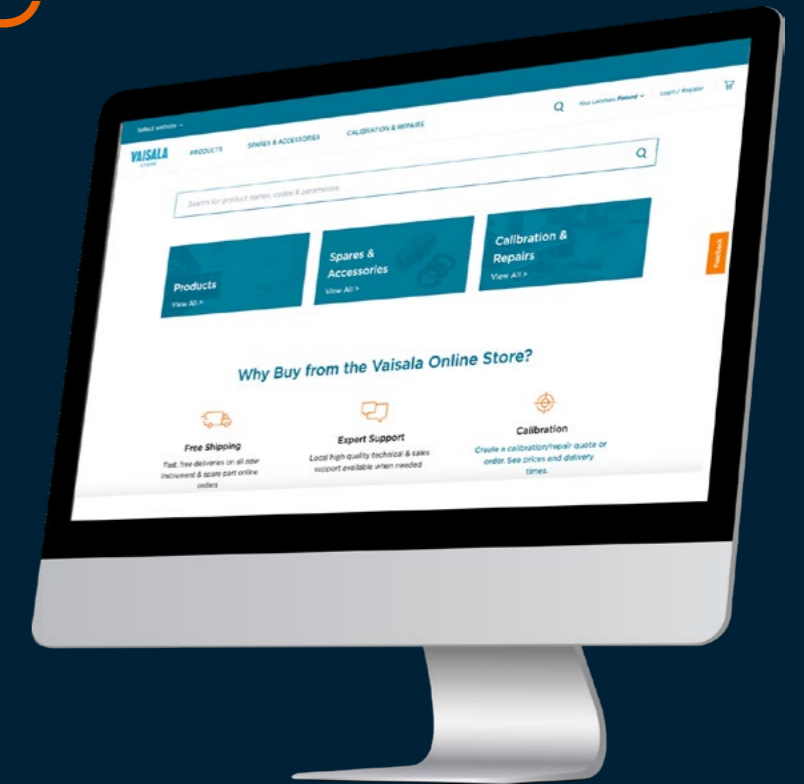 Select website
VAISALA
STORE
PRODUCTS
SPARES & ACCESSORIES
CALIBRATION & REPAIRS
Your Location: Finland
Login / Register
Search for product names, codes & parameters
Products
View All >
Spares &
Accessories
View All >
Calibration &
Repairs
View All >
Feedback
Why Buy from the Vaisala Online Store?
Free Shipping
Fast, free deliveries on all new
instrument & spare part online
orders
Expert Support
Local high-quality technical & sales
support available when needed
Calibration
Create a calibration/repair quote or
order. See prices and delivery
times.